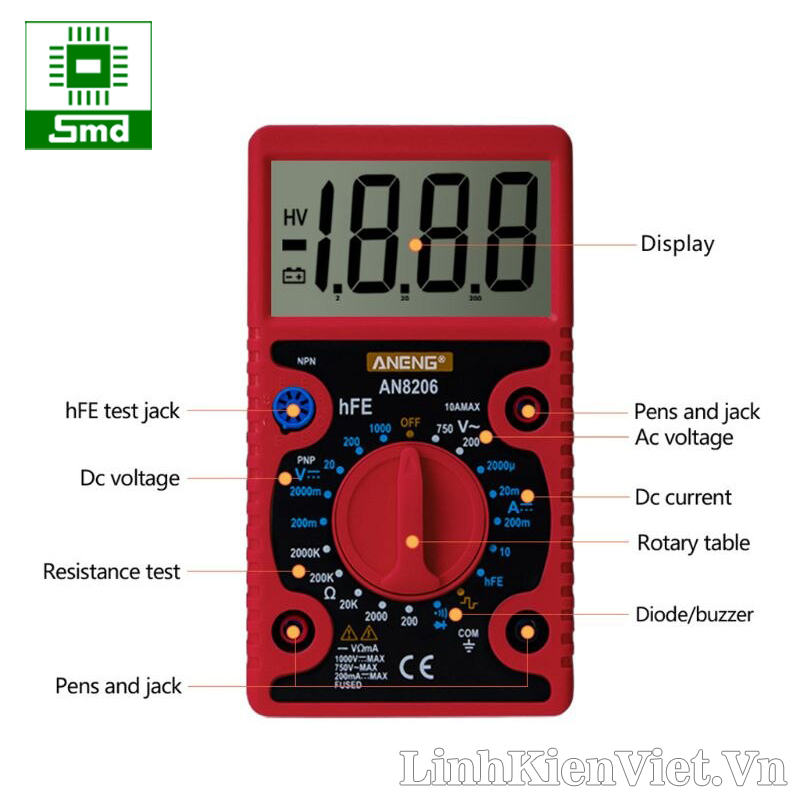 Smd
HV
1.8.8.8
2 20 200
Display
NPN
ANENG®
AN8206
hFE
10AMAX
hFE test jack
Pens and jack
Ac voltage
OFF
1000
750 V~
200
200
20
2000µ
PNP
V⎓
Dc voltage
2000m
20m
A⎓
Dc current
200m
200m
Rotary table
2000K
10
Resistance test
200K
hFE
Ω
20K
2000
200
Diode/buzzer
COM
VΩmA
1000V⎓MAX
750V~MAX
200mA⎓MAX
FUSED
CE
Pens and jack
LinhKienViet.Vn